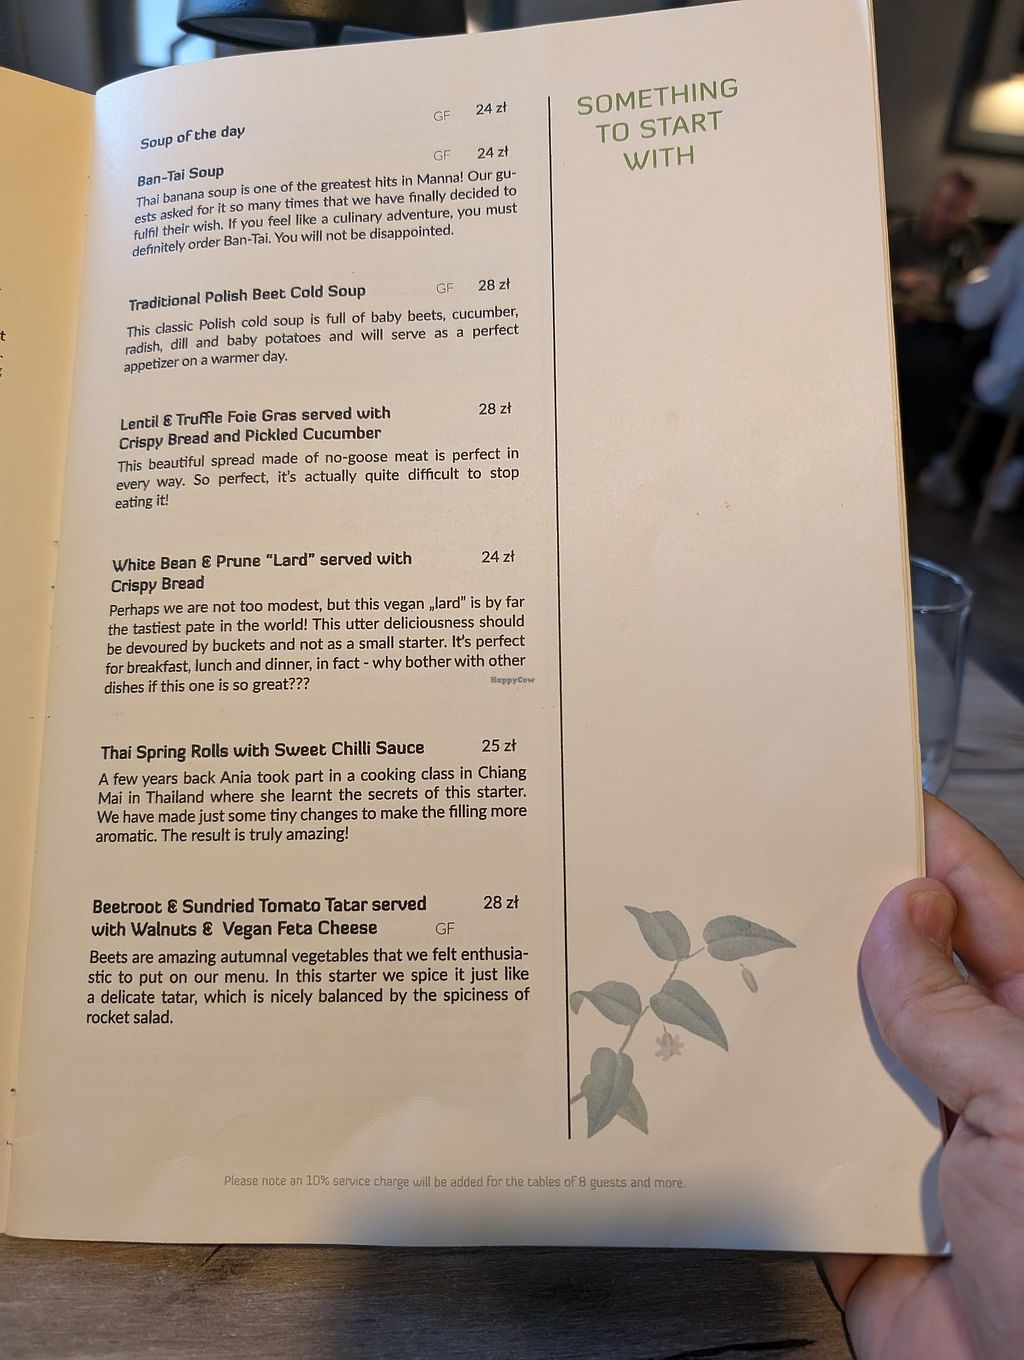 SOMETHING
TO START
WITH
Soup of the day GF 24 zł
Ban-Tai Soup GF 24 zł
Thai banana soup is one of the greatest hits in Manna! Our gu-
ests asked for it so many times that we have finally decided to
fulfil their wish. If you feel like a culinary adventure, you must
definitely order Ban-Tai. You will not be disappointed.
Traditional Polish Beet Cold Soup GF 28 zł
This classic Polish cold soup is full of baby beets, cucumber,
radish, dill and baby potatoes and will serve as a perfect
appetizer on a warmer day.
Lentil & Truffle Foie Gras served with 28 zł
Crispy Bread and Pickled Cucumber
This beautiful spread made of no-goose meat is perfect in
every way. So perfect, it's actually quite difficult to stop
eating it!
White Bean & Prune "Lard" served with 24 zł
Crispy Bread
Perhaps we are not too modest, but this vegan „lard" is by far
the tastiest pate in the world! This utter deliciousness should
be devoured by buckets and not as a small starter. It's perfect
for breakfast, lunch and dinner, in fact - why bother with other
dishes if this one is so great???
HappyCow
Thai Spring Rolls with Sweet Chilli Sauce 25 zł
A few years back Ania took part in a cooking class in Chiang
Mai in Thailand where she learnt the secrets of this starter.
We have made just some tiny changes to make the filling more
aromatic. The result is truly amazing!
Beetroot & Sundried Tomato Tatar served 28 zł
with Walnuts & Vegan Feta Cheese GF
Beets are amazing autumnal vegetables that we felt enthusia-
stic to put on our menu. In this starter we spice it just like
a delicate tatar, which is nicely balanced by the spiciness of
rocket salad.
Please note an 10% service charge will be added for the tables of 8 guests and more.